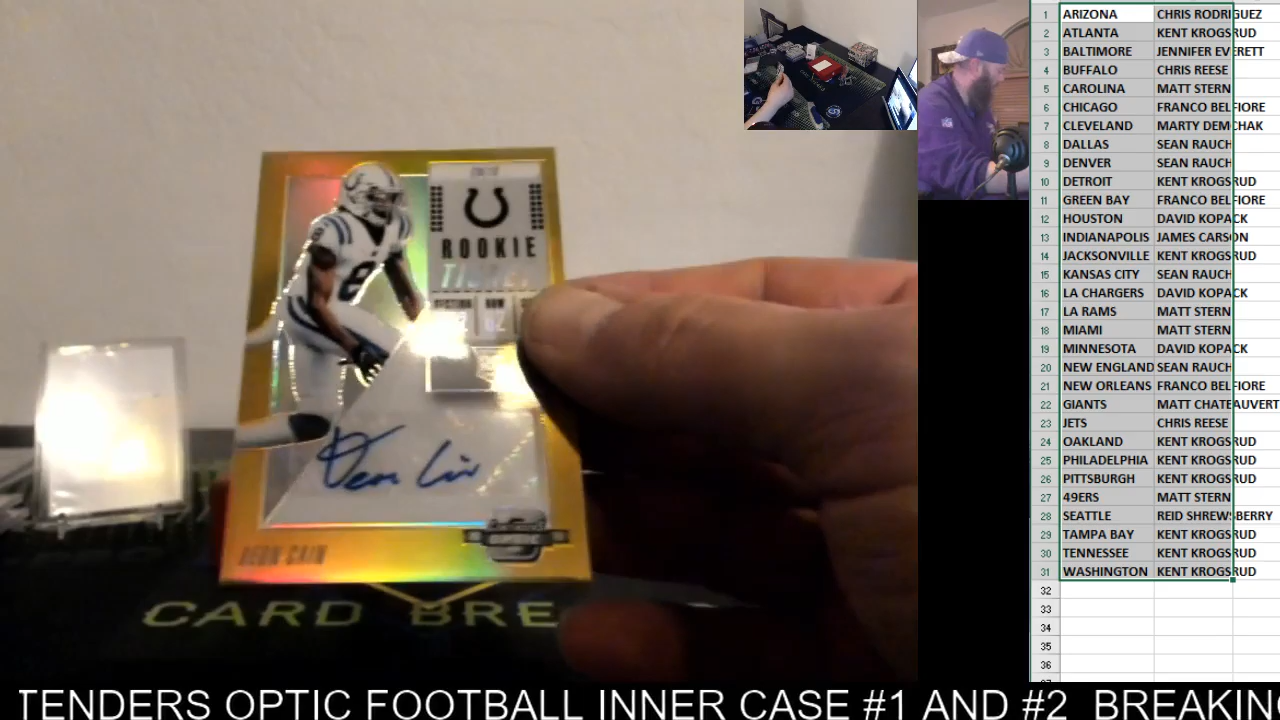 ROOKIE
TICKET
SECTION ROW
8
Deon Cain
DEON CAIN
OPTIC
CARD BRE
1 ARIZONA CHRIS RODRIGUEZ
2 ATLANTA KENT KROGSRUD
3 BALTIMORE JENNIFER EVERETT
4 BUFFALO CHRIS REESE
5 CAROLINA MATT STERN
6 CHICAGO FRANCO BELFIORE
7 CLEVELAND MARTY DEMCHAK
8 DALLAS SEAN RAUCH
9 DENVER SEAN RAUCH
10 DETROIT KENT KROGSRUD
11 GREEN BAY FRANCO BELFIORE
12 HOUSTON DAVID KOPACK
13 INDIANAPOLIS JAMES CARSON
14 JACKSONVILLE KENT KROGSRUD
15 KANSAS CITY SEAN RAUCH
16 LA CHARGERS DAVID KOPACK
17 LA RAMS MATT STERN
18 MIAMI MATT STERN
19 MINNESOTA DAVID KOPACK
20 NEW ENGLAND SEAN RAUCH
21 NEW ORLEANS FRANCO BELFIORE
22 GIANTS MATT CHATEAUVERT
23 JETS CHRIS REESE
24 OAKLAND KENT KROGSRUD
25 PHILADELPHIA KENT KROGSRUD
26 PITTSBURGH KENT KROGSRUD
27 49ERS MATT STERN
28 SEATTLE REID SHREWSBERRY
29 TAMPA BAY KENT KROGSRUD
30 TENNESSEE KENT KROGSRUD
31 WASHINGTON KENT KROGSRUD
32
33
34
35
36
TENDERS OPTIC FOOTBALL INNER CASE #1 AND #2 BREAKING